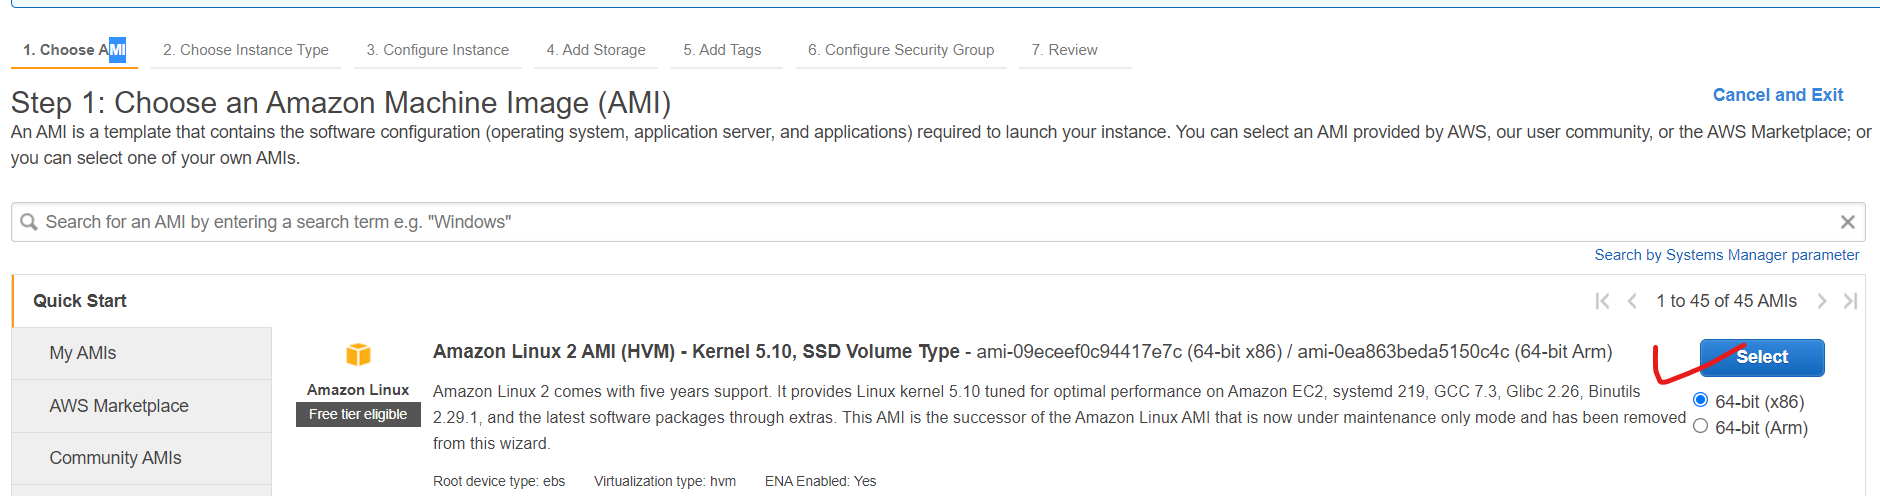 1. Choose AMI 2. Choose Instance Type 3. Configure Instance 4. Add Storage 5. Add Tags 6. Configure Security Group 7. Review
Step 1: Choose an Amazon Machine Image (AMI)
Cancel and Exit
An AMI is a template that contains the software configuration (operating system, application server, and applications) required to launch your instance. You can select an AMI provided by AWS, our user community, or the AWS Marketplace; or
you can select one of your own AMIs.
Search for an AMI by entering a search term e.g. "Windows"
Search by Systems Manager parameter
Quick Start
1 to 45 of 45 AMIs
My AMIs
AWS Marketplace
Community AMIs
Amazon Linux
Free tier eligible
Amazon Linux 2 AMI (HVM) - Kernel 5.10, SSD Volume Type - ami-09eceef0c94417e7c (64-bit x86) / ami-0ea863beda5150c4c (64-bit Arm)
Amazon Linux 2 comes with five years support. It provides Linux kernel 5.10 tuned for optimal performance on Amazon EC2, systemd 219, GCC 7.3, Glibc 2.26, Binutils
2.29.1, and the latest software packages through extras. This AMI is the successor of the Amazon Linux AMI that is now under maintenance only mode and has been removed
from this wizard.
Root device type: ebs Virtualization type: hvm ENA Enabled: Yes
Select
64-bit (x86)
64-bit (Arm)